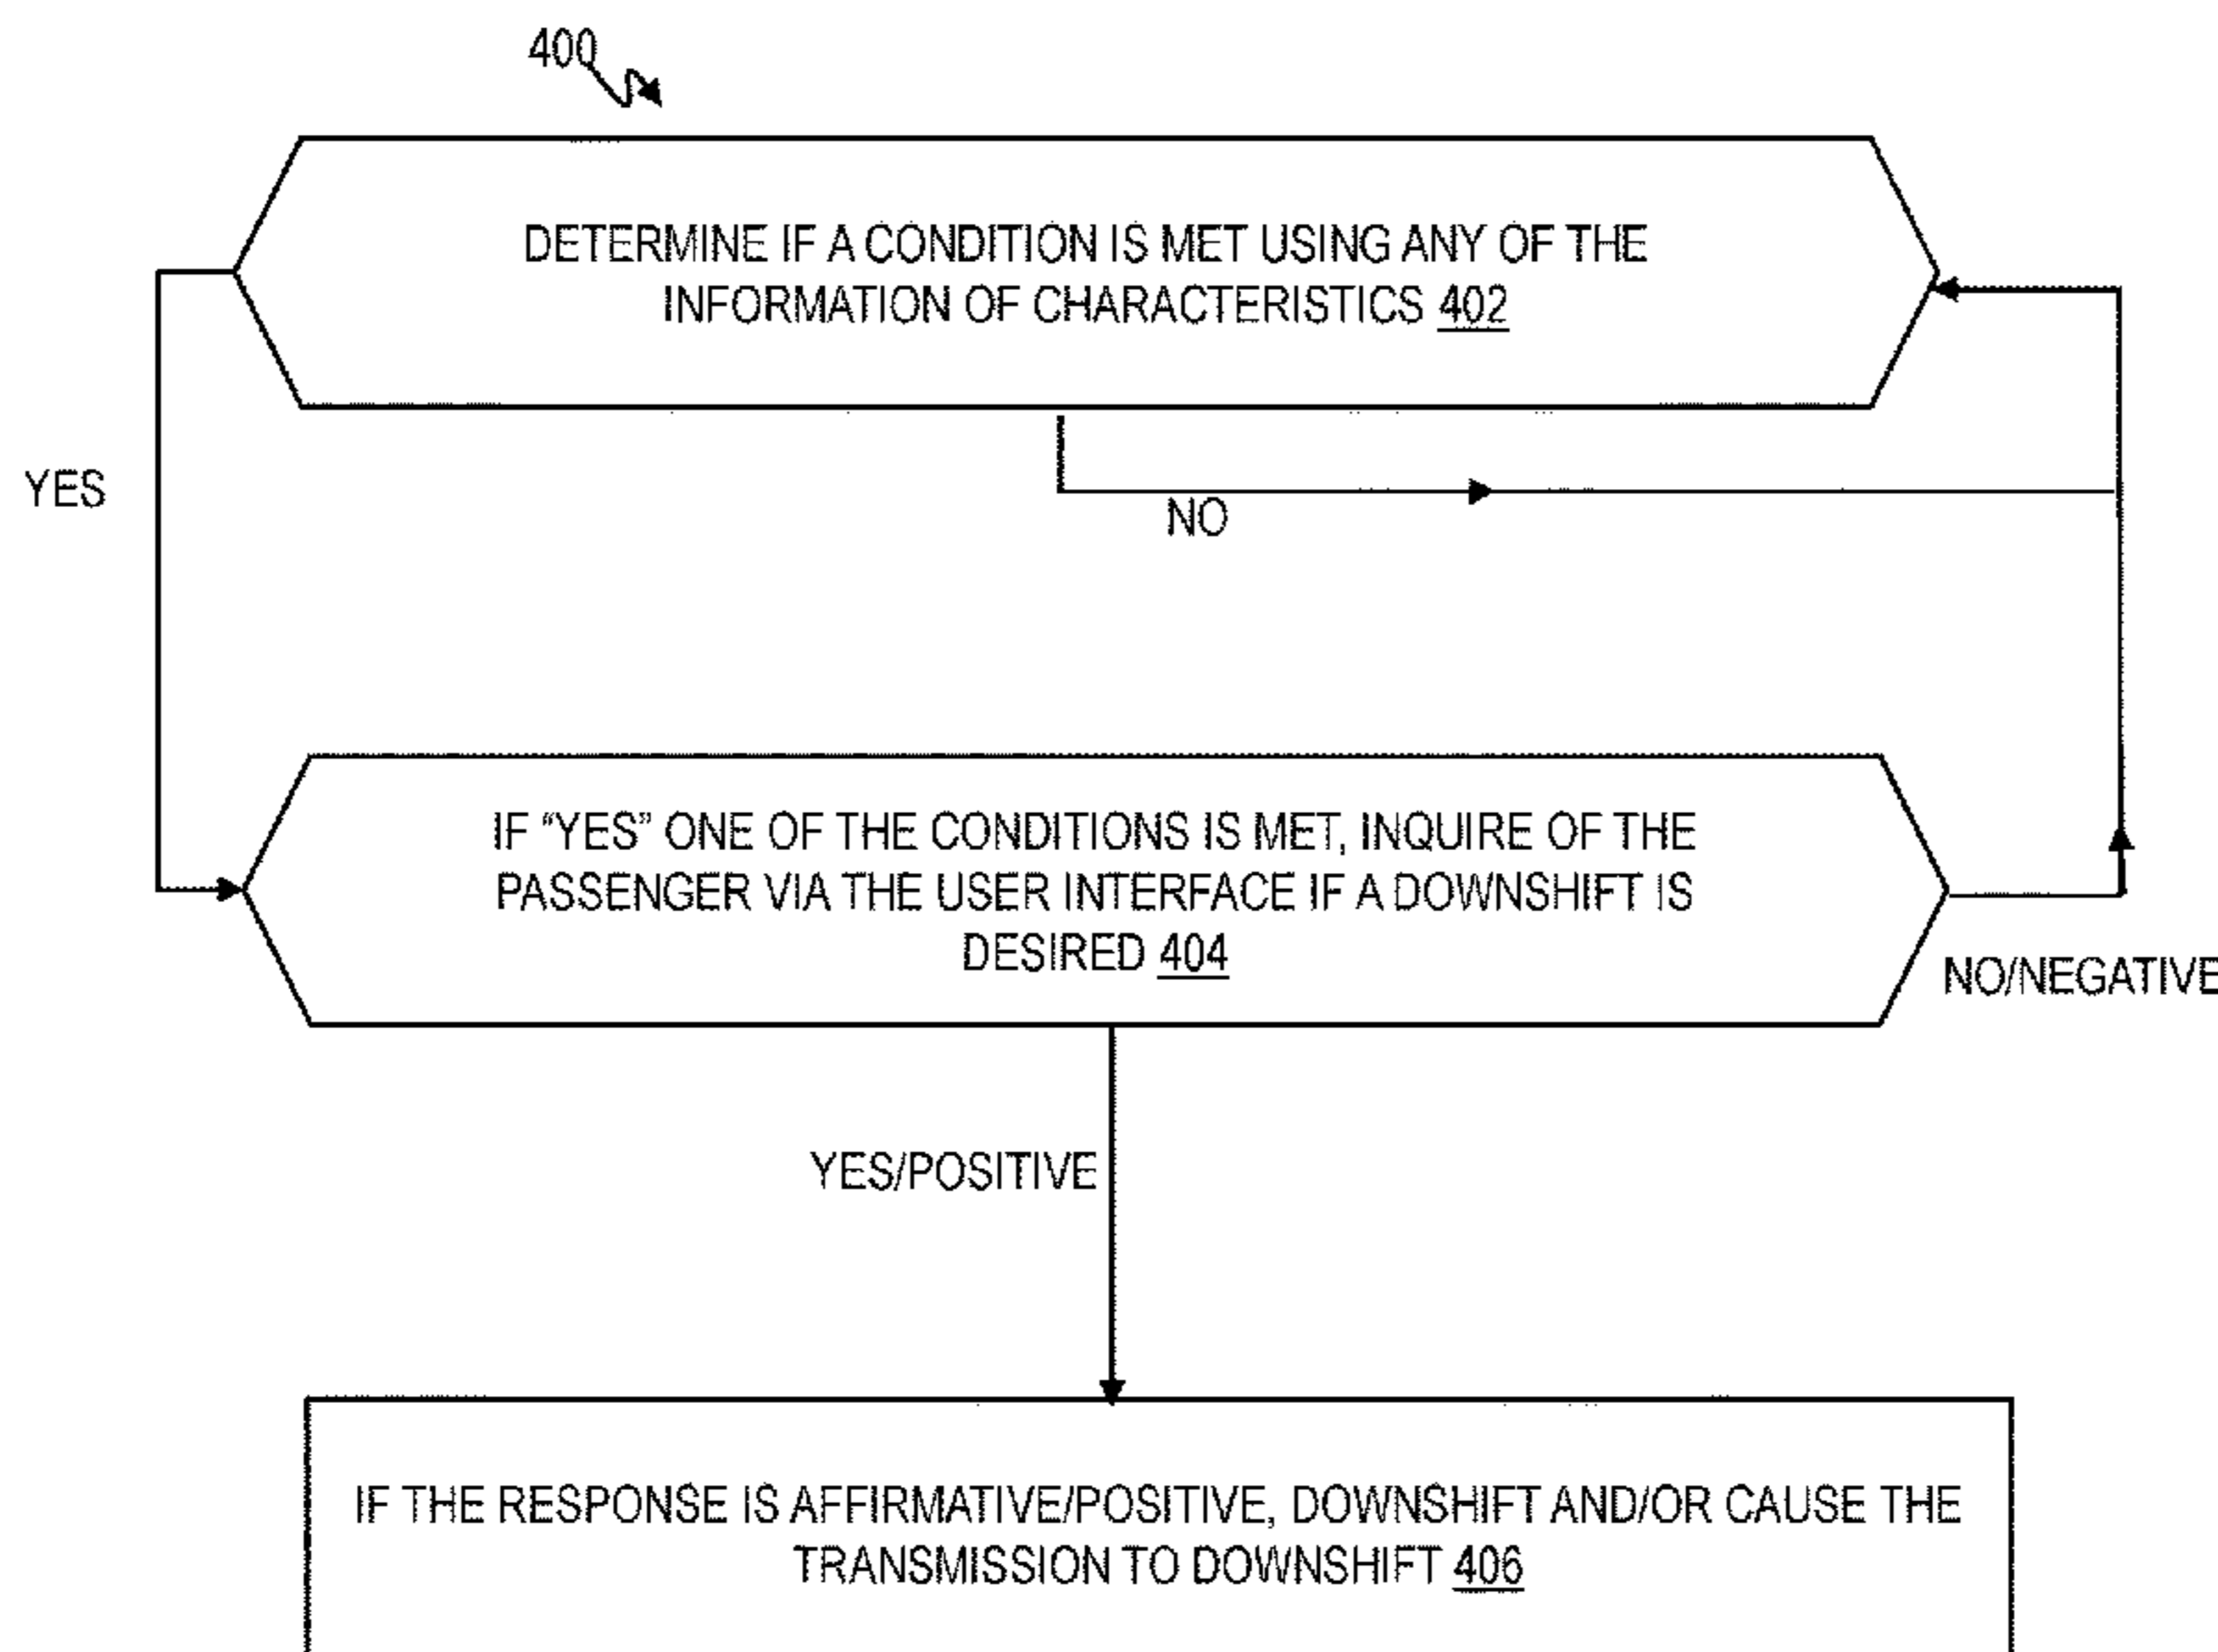 400
DETERMINE IF A CONDITION IS MET USING ANY OF THE
INFORMATION OF CHARACTERISTICS 402
YES
NO
IF “YES” ONE OF THE CONDITIONS IS MET, INQUIRE OF THE
PASSENGER VIA THE USER INTERFACE IF A DOWNSHIFT IS
DESIRED 404
NO/NEGATIVE
YES/POSITIVE
IF THE RESPONSE IS AFFIRMATIVE/POSITIVE, DOWNSHIFT AND/OR CAUSE THE
TRANSMISSION TO DOWNSHIFT 406